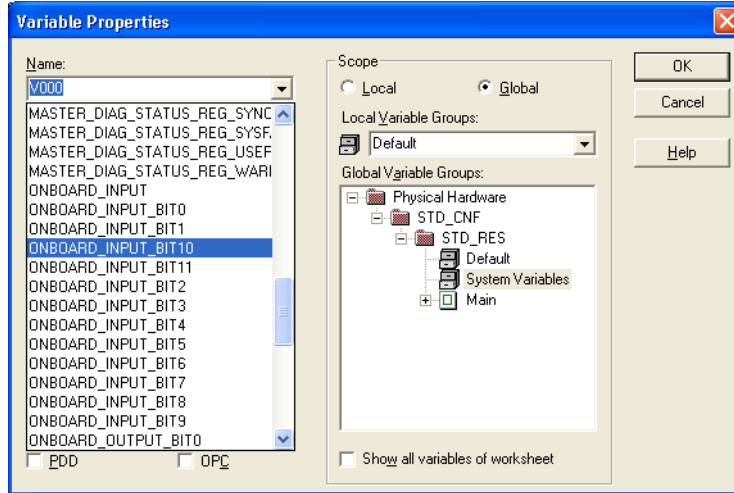 Variable Properties
Name:
V000
MASTER_DIAG_STATUS_REG_SYNC
MASTER_DIAG_STATUS_REG_SYSF
MASTER_DIAG_STATUS_REG_USEF
MASTER_DIAG_STATUS_REG_WARI
ONBOARD_INPUT
ONBOARD_INPUT_BIT0
ONBOARD_INPUT_BIT1
ONBOARD_INPUT_BIT10
ONBOARD_INPUT_BIT11
ONBOARD_INPUT_BIT2
ONBOARD_INPUT_BIT3
ONBOARD_INPUT_BIT4
ONBOARD_INPUT_BIT5
ONBOARD_INPUT_BIT6
ONBOARD_INPUT_BIT7
ONBOARD_INPUT_BIT8
ONBOARD_INPUT_BIT9
ONBOARD_OUTPUT_BIT0
PDD
OPC
Scope
Local
Global
Local Variable Groups:
Default
Global Variable Groups:
Physical Hardware
STD_CNF
STD_RES
Default
System Variables
Main
Show all variables of worksheet
OK
Cancel
Help